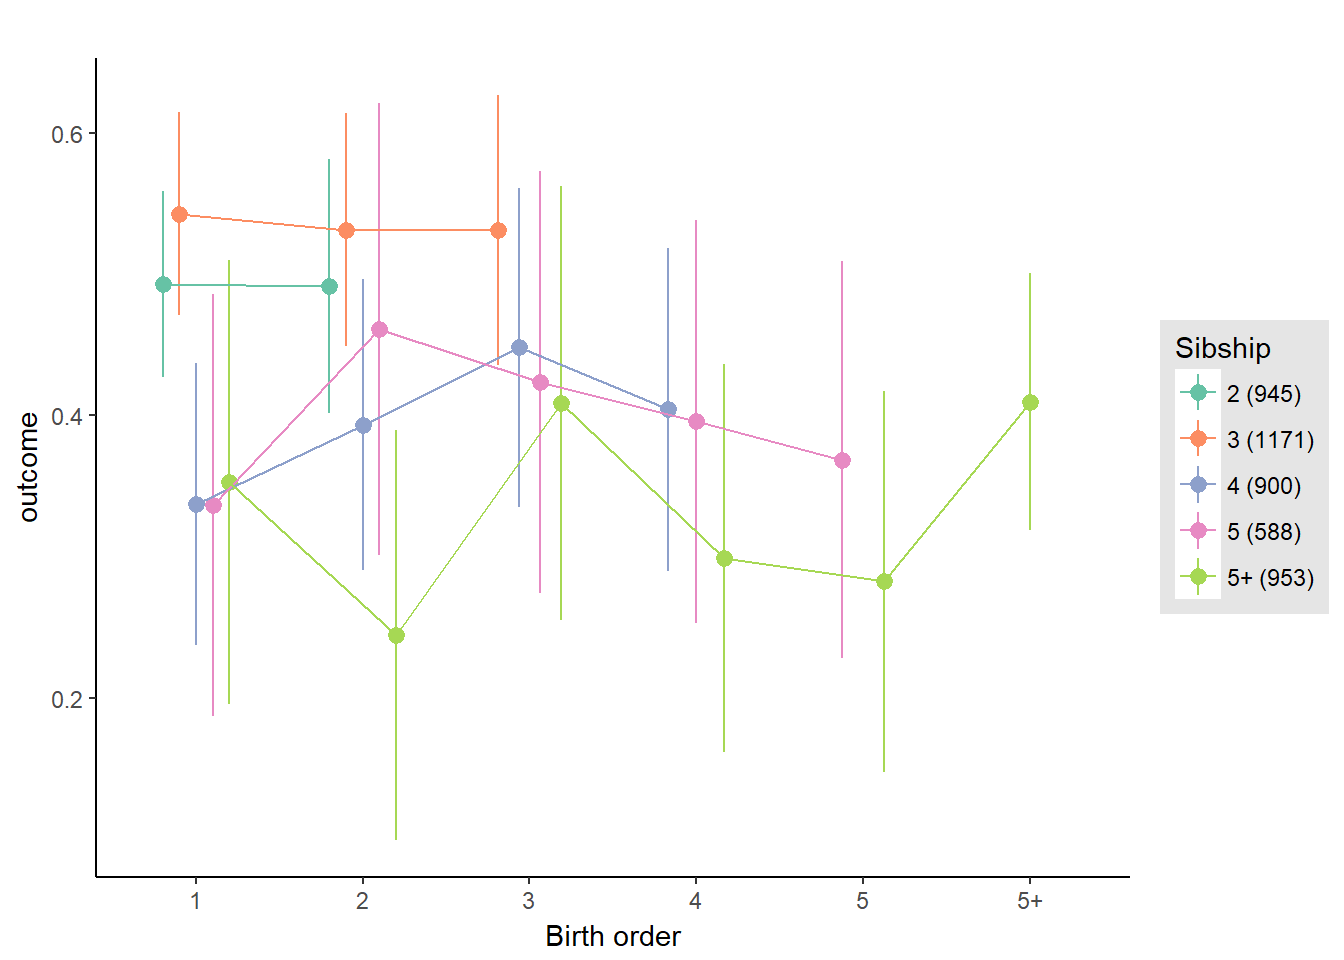 0.6
0.4
0.2
outcome
1 2 3 4 5 5+
Birth order
Sibship
2 (945)
3 (1171)
4 (900)
5 (588)
5+ (953)